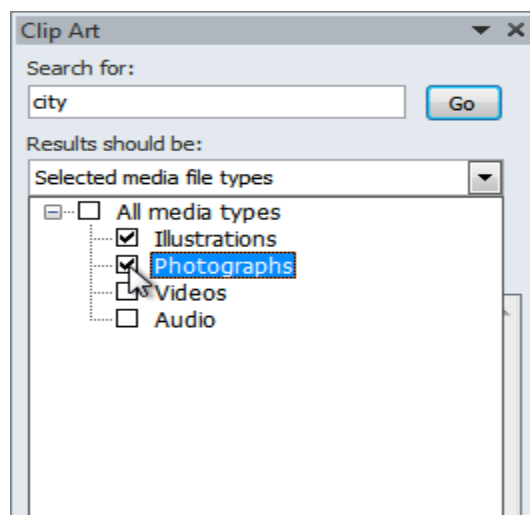 Clip Art
Search for:
city
Go
Results should be:
Selected media file types
All media types
Illustrations
Photographs
Videos
Audio